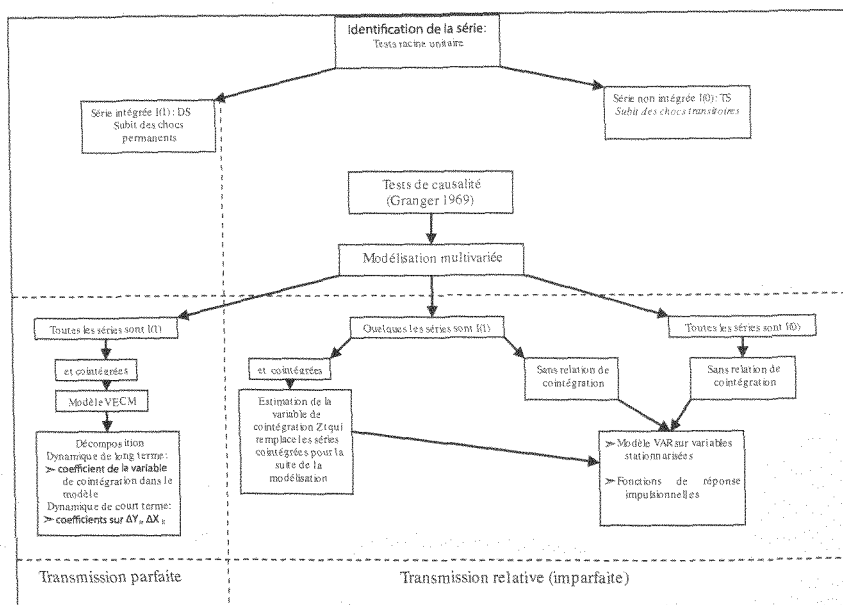 Identification de la série:
Tests racine unitaire
Série intégrée I(1) : DS
Subit des chocs
permanents
Série non intégrée I(0) : TS
Subit des chocs transitoires
Tests de causalité
(Granger 1969)
Modélisation multivariée
Toutes les séries sont I(1)
Quelques les séries sont I(1)
Toutes les séries sont I(0)
et cointégrées
Modèle VECM
et cointégrées
Sans relation de
cointégration
Sans relation de
cointégration
Décomposition
Dynamique de long terme:
➢ coefficient de la variable
de cointégration dans le
modèle
Dynamique de court terme:
➢ coefficients sur ΔY
Estimation de la
variable de
cointégration Zt qui
remplace les séries
cointégrées pour la
suite de la
modélisation
➢ Modèle VAR sur variables
stationnarisées
➢ Fonctions de réponse
impulsionnelles
Transmission parfaite
Transmission relative (imparfaite)